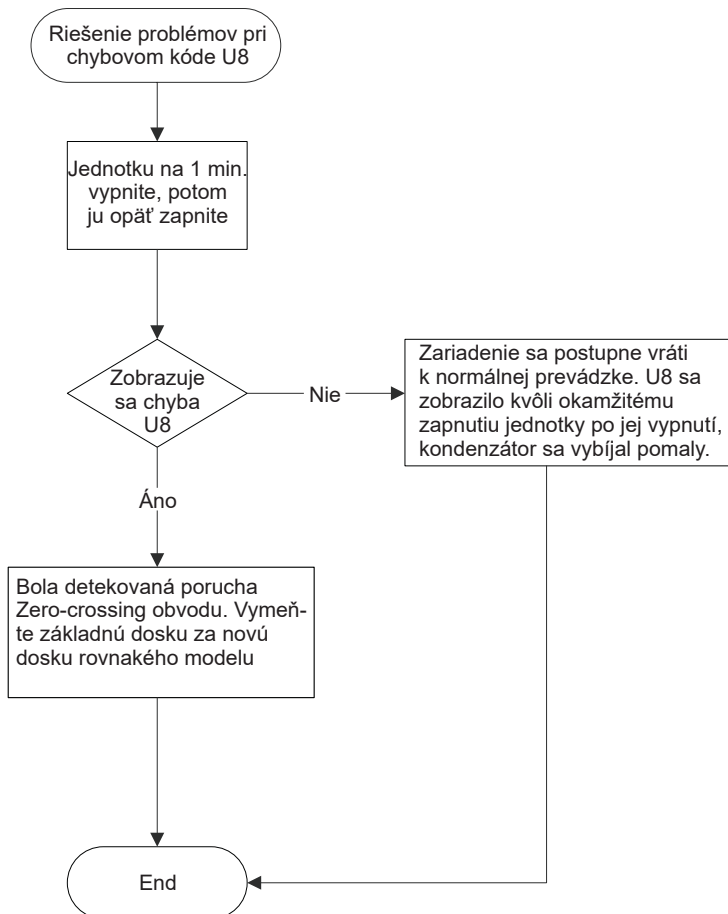 Riešenie problémov pri
chybovom kóde U8
Jednotku na 1 min.
vypnite, potom
ju opäť zapnite
Zobrazuje
sa chyba
U8
Nie
Zariadenie sa postupne vráti
k normálnej prevádzke. U8 sa
zobrazilo kvôli okamžitému
zapnutiu jednotky po jej vypnutí,
kondenzátor sa vybíjal pomaly.
Áno
Bola detekovaná porucha
Zero-crossing obvodu. Vymeň-
te základnú dosku za novú
dosku rovnakého modelu
End